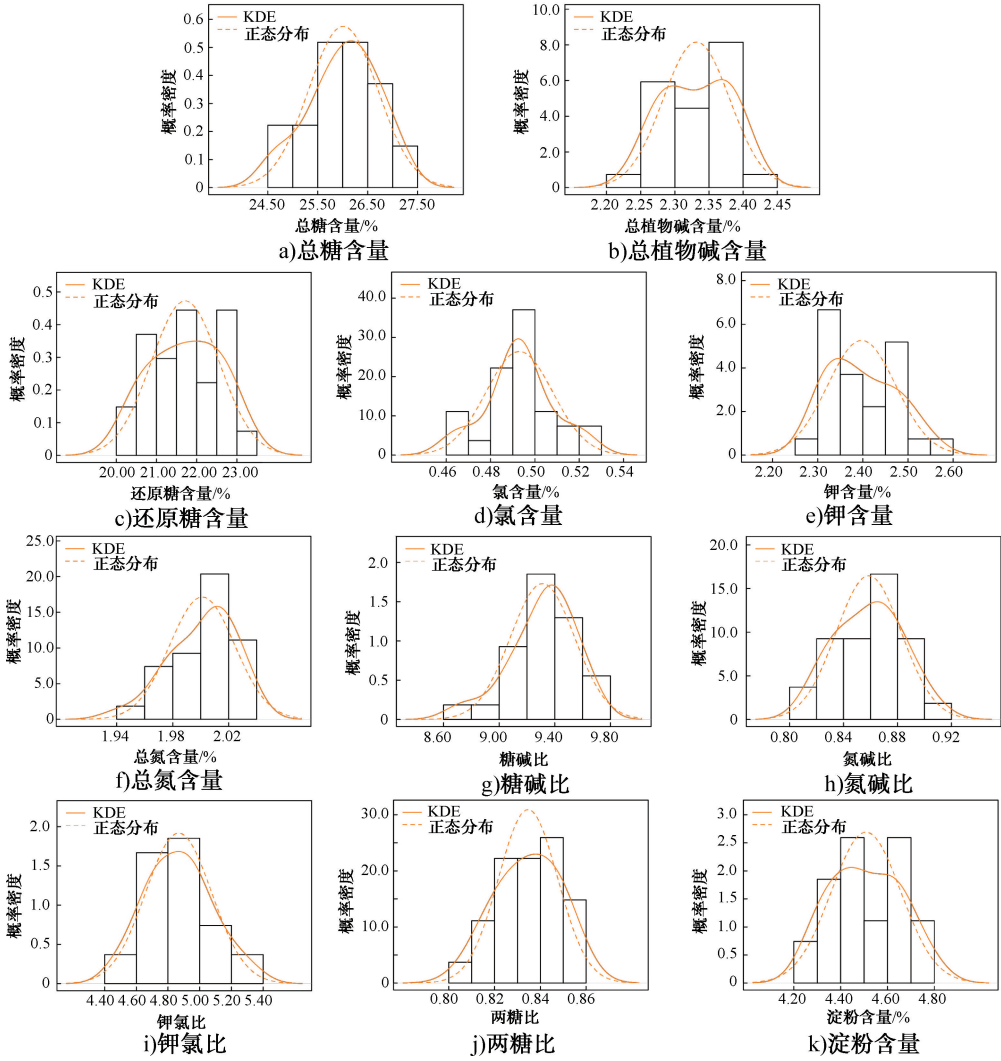 KDE
正态分布
0.6
0.5
0.4
0.3
0.2
0.1
0
概率密度
24.50 25.50 26.50 27.50
总糖含量/%
a)总糖含量
KDE
正态分布
10.0
8.0
6.0
4.0
2.0
0
概率密度
2.20 2.25 2.30 2.35 2.40 2.45
总植物碱含量/%
b)总植物碱含量
KDE
正态分布
0.5
0.4
0.3
0.2
0.1
0
概率密度
20.00 21.00 22.00 23.00
还原糖含量/%
c)还原糖含量
KDE
正态分布
40.0
30.0
20.0
10.0
0
概率密度
0.46 0.48 0.50 0.52 0.54
氯含量/%
d)氯含量
KDE
正态分布
8.0
6.0
4.0
2.0
0
概率密度
2.20 2.30 2.40 2.50 2.60
钾含量/%
e)钾含量
KDE
正态分布
25.0
20.0
15.0
10.0
5.0
0
概率密度
1.94 1.98 2.02
总氮含量/%
f)总氮含量
KDE
正态分布
2.0
1.5
1.0
0.5
0
概率密度
8.60 9.00 9.40 9.80
糖碱比
g)糖碱比
KDE
正态分布
20.0
15.0
10.0
5.0
0
概率密度
0.80 0.84 0.88 0.92
氮碱比
h)氮碱比
KDE
正态分布
2.0
1.5
1.0
0.5
0
概率密度
4.40 4.60 4.80 5.00 5.20 5.40
钾氯比
i)钾氯比
KDE
正态分布
30.0
20.0
10.0
0
概率密度
0.80 0.82 0.84 0.86
两糖比
j)两糖比
KDE
正态分布
3.0
2.5
2.0
1.5
1.0
0.5
0
概率密度
4.20 4.40 4.60 4.80
淀粉含量/%
k)淀粉含量